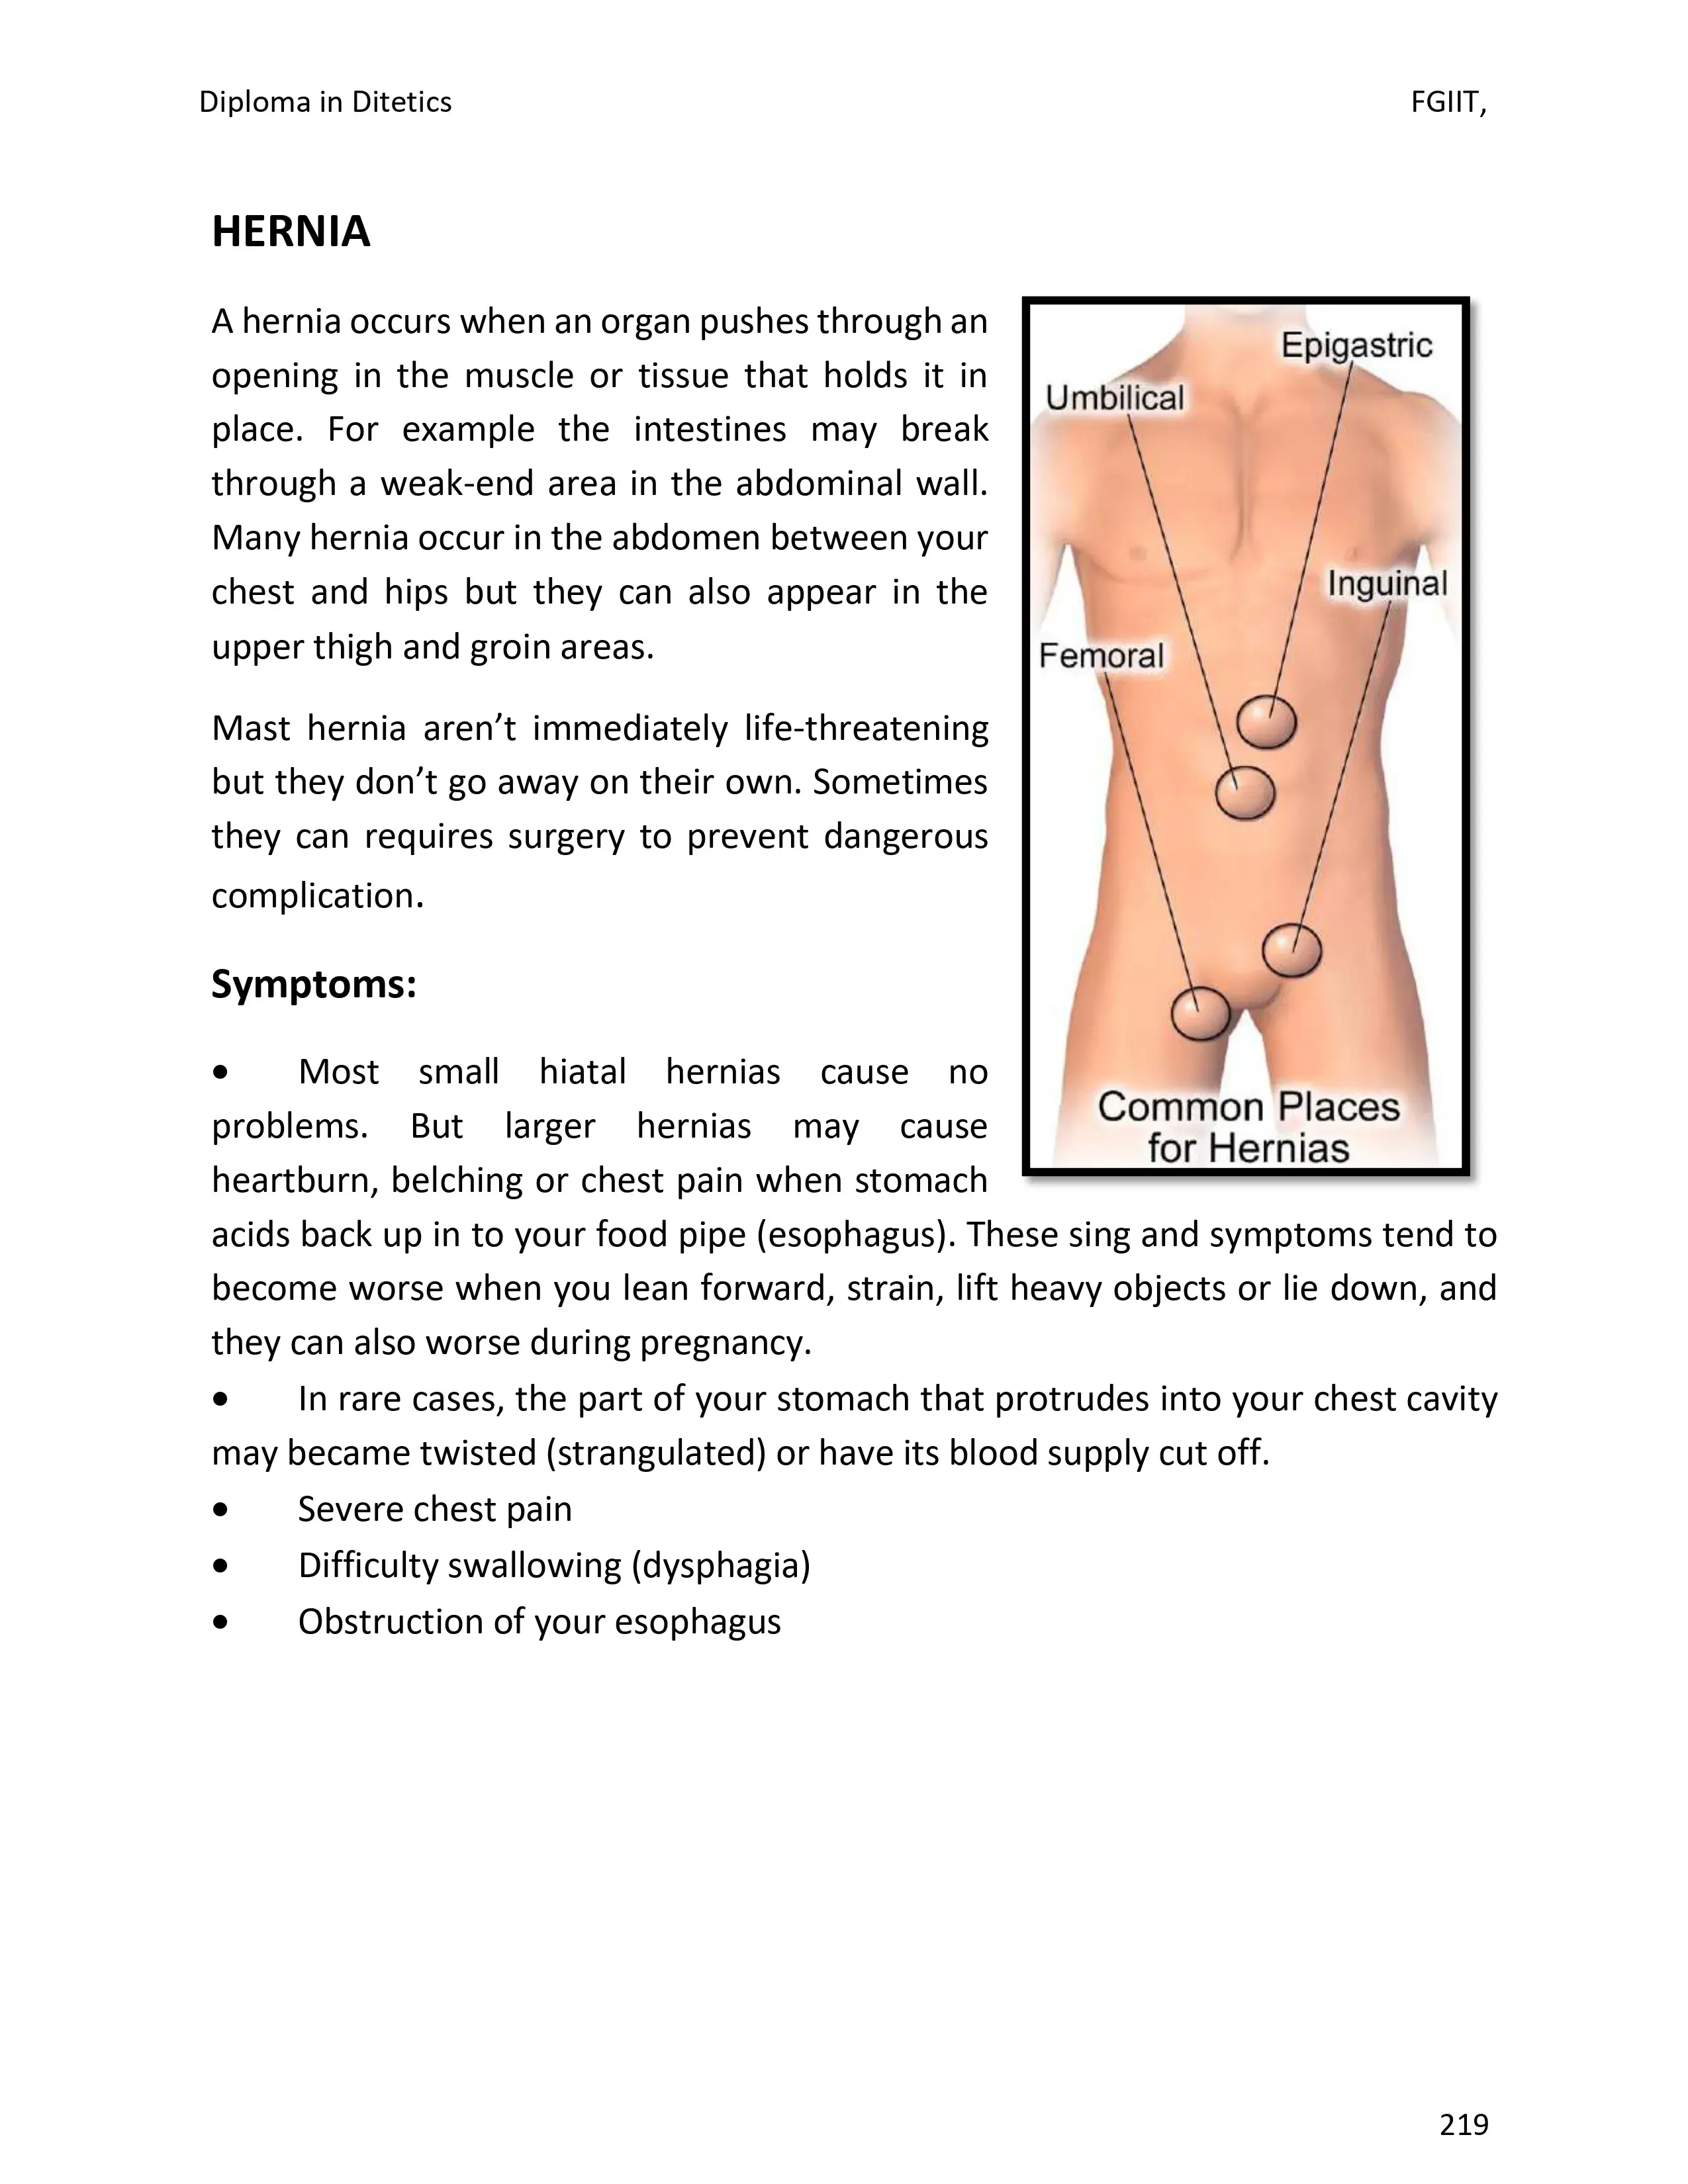 Diploma in Ditetics
FGIIT,
HERNIA
A hernia occurs when an organ pushes through an
opening in the muscle or tissue that holds it in
place. For example the intestines may break
through a weak-end area in the abdominal wall.
Many hernia occur in the abdomen between your
chest and hips but they can also appear in the
upper thigh and groin areas.
Mast hernia aren’t immediately life-threatening
but they don’t go away on their own. Sometimes
they can requires surgery to prevent dangerous
complication.
Epigastric
Umbilical
Inguinal
Femoral
Common Places
for Hernias
Symptoms:
• Most small hiatal hernias cause no
problems. But larger hernias may cause
heartburn, belching or chest pain when stomach
acids back up in to your food pipe (esophagus). These sing and symptoms tend to
become worse when you lean forward, strain, lift heavy objects or lie down, and
they can also worse during pregnancy.
• In rare cases, the part of your stomach that protrudes into your chest cavity
may became twisted (strangulated) or have its blood supply cut off.
• Severe chest pain
• Difficulty swallowing (dysphagia)
• Obstruction of your esophagus
219